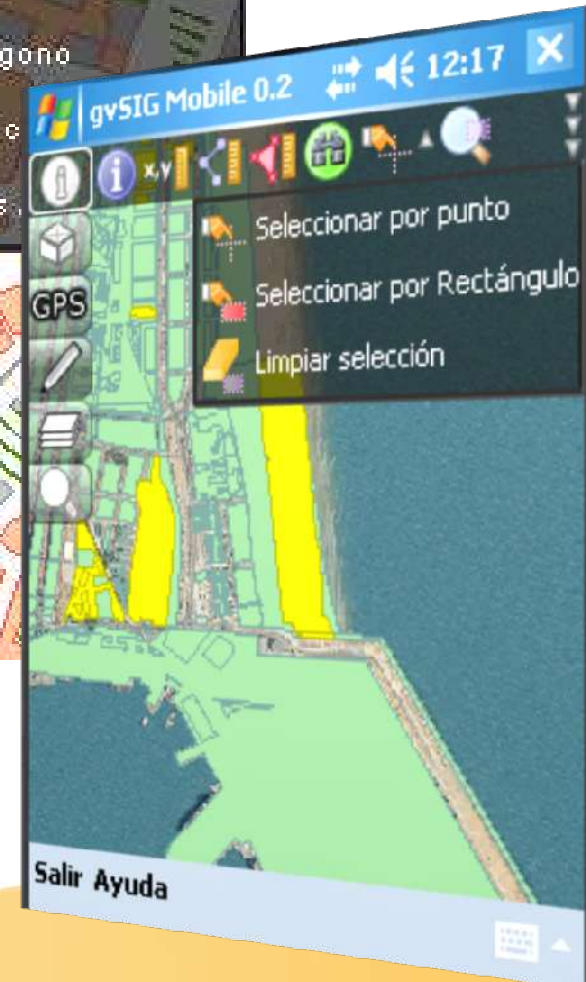 gono
c
s
gvSIG Mobile 0.2 12:17
x,y
Seleccionar por punto
GPS
Seleccionar por Rectángulo
Limpiar selección
Salir Ayuda